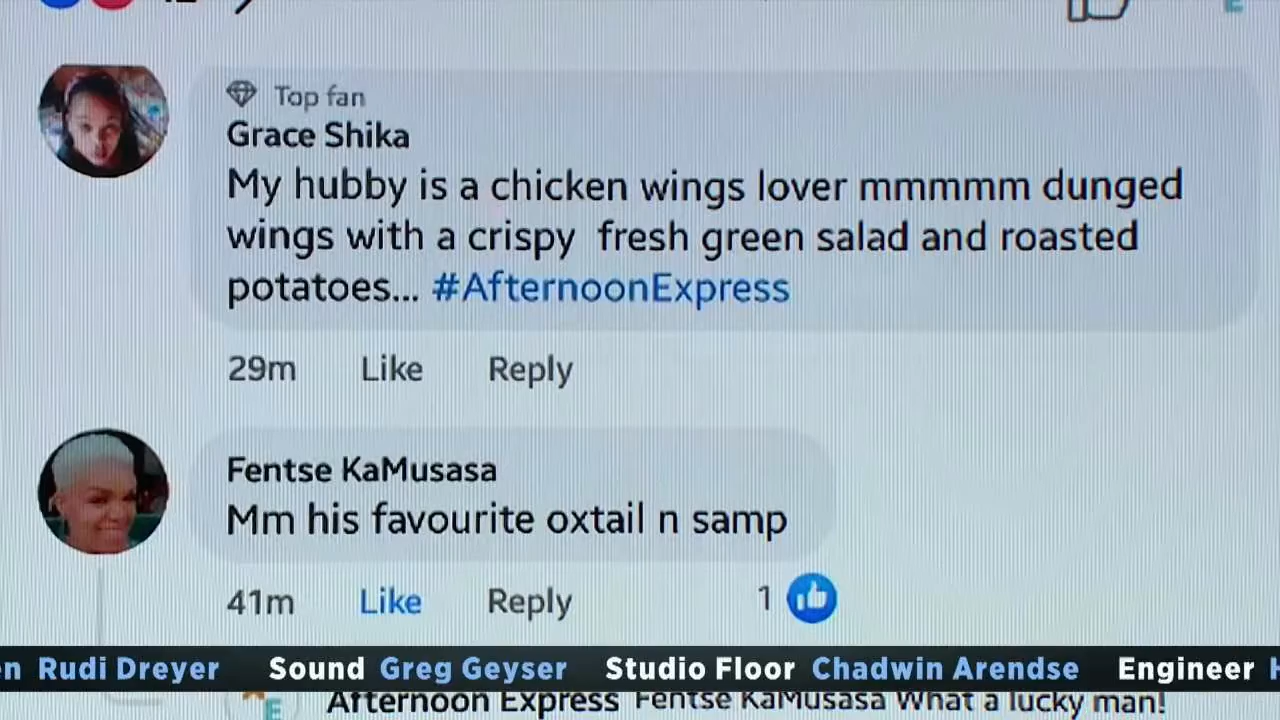 Top fan
Grace Shika
My hubby is a chicken wings lover mmmmm dunged
wings with a crispy fresh green salad and roasted
potatoes... #AfternoonExpress
29m Like Reply
Fentse KaMusasa
Mm his favourite oxtail n samp
41m Like Reply 1
Rudi Dreyer Sound Greg Geyser Studio Floor Chadwin Arendse Engineer
Afternoon Express Fentse KaMusasa What a lucky man!